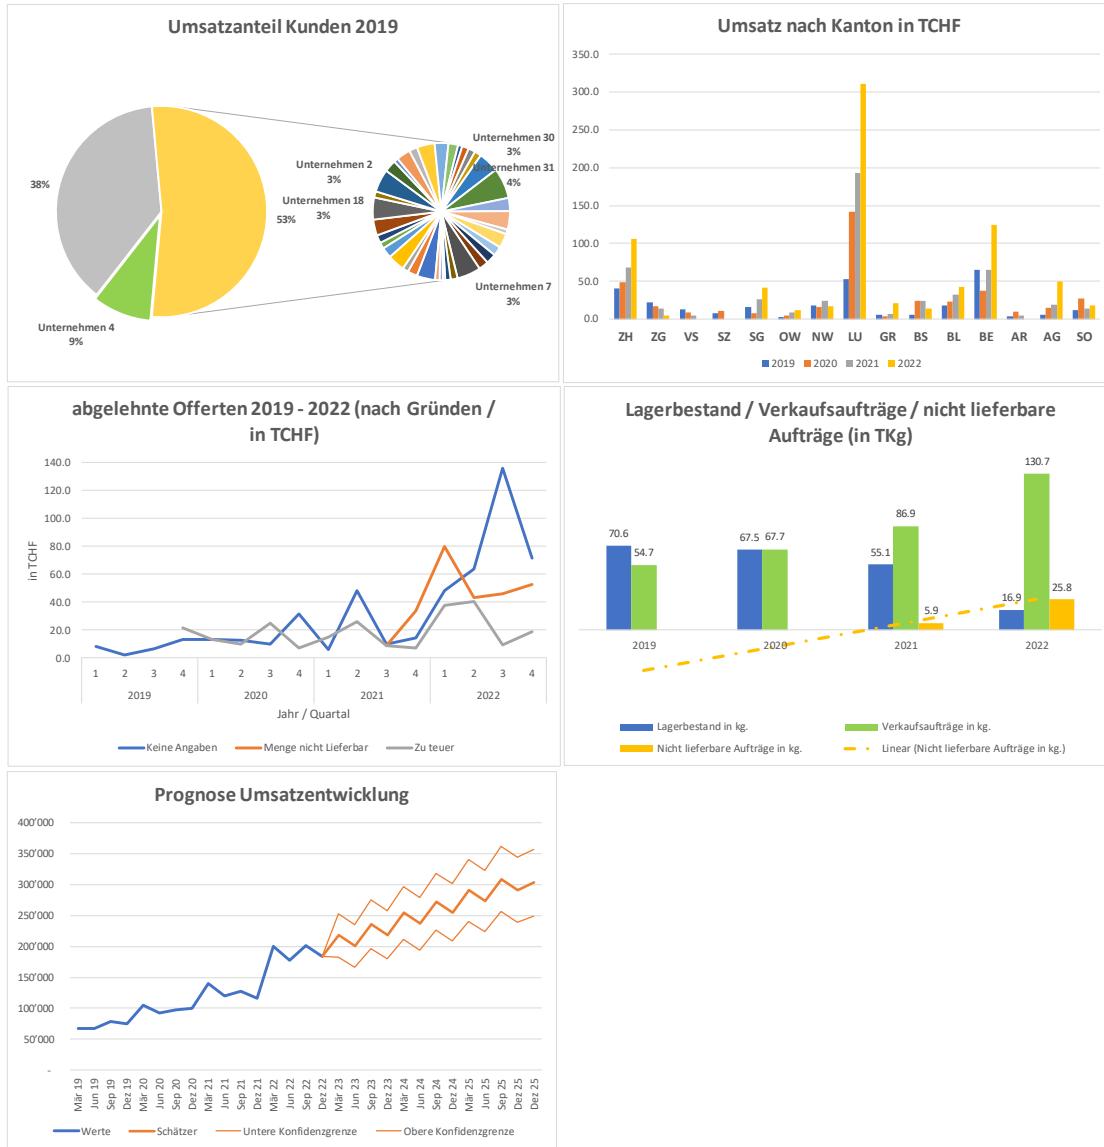 Umsatzanteil Kunden 2019
38%
53%
Unternehmen 4
9%
Unternehmen 2
3%
Unternehmen 18
3%
Unternehmen 30
3%
Unternehmen 31
4%
Unternehmen 7
3%
Umsatz nach Kanton in TCHF
350.0
300.0
250.0
200.0
150.0
100.0
50.0
0.0
ZH ZG VS SZ SG OW NW LU GR BS BL BE AR AG SO
2019 2020 2021 2022
abgelehnte Offerten 2019 - 2022 (nach Gründen /
in TCHF)
in TCHF
140.0
120.0
100.0
80.0
60.0
40.0
20.0
0.0
1 2 3 4 1 2 3 4 1 2 3 4 1 2 3 4
2019 2020 2021 2022
Jahr / Quartal
Keine Angaben Menge nicht Lieferbar Zu teuer
Lagerbestand / Verkaufsaufträge / nicht lieferbare
Aufträge (in TKg)
70.6 54.7 67.5 67.7 55.1 86.9 5.9 16.9 130.7 25.8
2019 2020 2021 2022
Lagerbestand in kg. Verkaufsaufträge in kg.
Nicht lieferbare Aufträge in kg. Linear (Nicht lieferbare Aufträge in kg.)
Prognose Umsatzentwicklung
400'000
350'000
300'000
250'000
200'000
150'000
100'000
50'000
-
Mär 19 Jun 19 Sep 19 Dez 19 Mär 20 Jun 20 Sep 20 Dez 20 Mär 21 Jun 21 Sep 21 Dez 21 Mär 22 Jun 22 Sep 22 Dez 22 Mär 23 Jun 23 Sep 23 Dez 23 Mär 24 Jun 24 Sep 24 Dez 24 Mär 25 Jun 25 Sep 25 Dez 25 Dez 25
Werte Schätzer Untere Konfidenzgrenze Obere Konfidenzgrenze